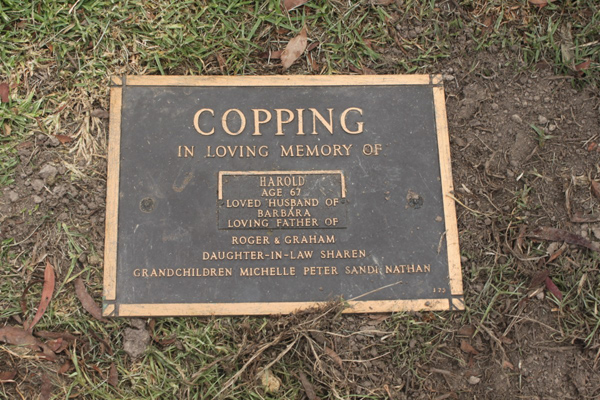 COPPING
IN LOVING MEMORY OF
HAROLD
AGE 67
LOVED HUSBAND OF
BARBARA
LOVING FATHER OF
ROGER & GRAHAM
DAUGHTER-IN-LAW SHAREN
GRANDCHILDREN MICHELLE PETER SANDI NATHAN